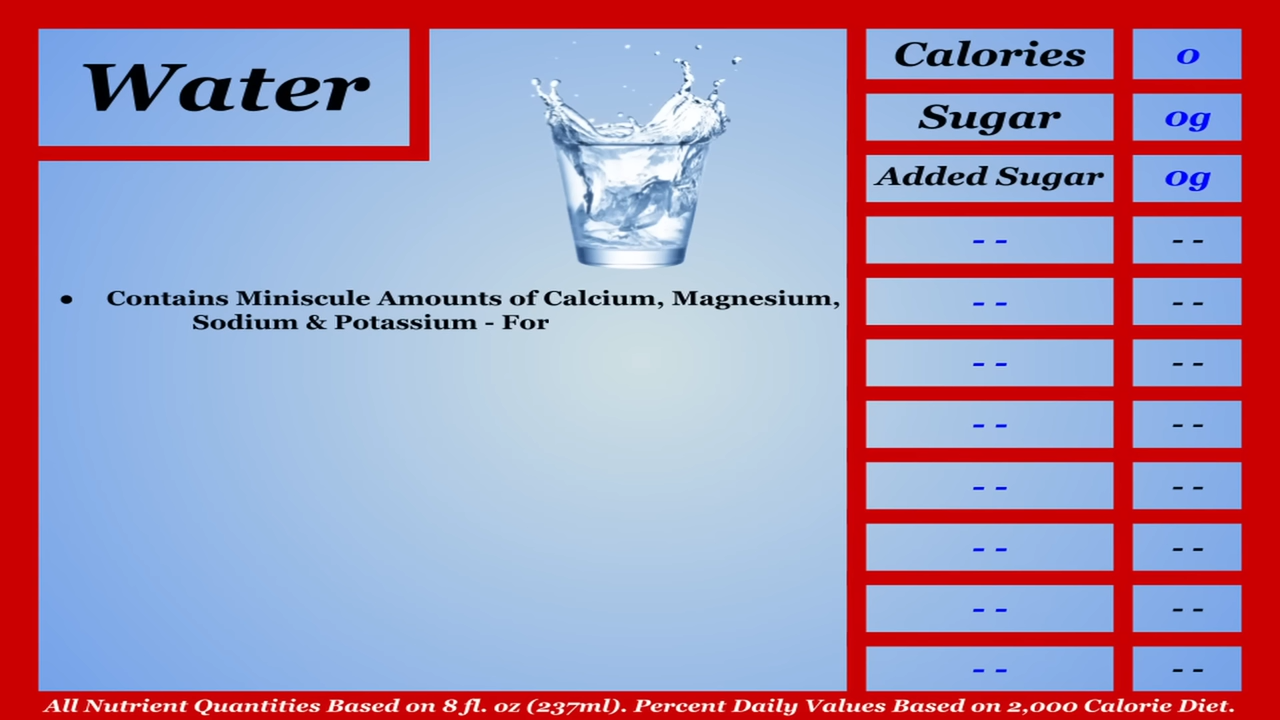 Water
Calories 0
Sugar 0g
Added Sugar 0g
- - - -
- - - -
● Contains Miniscule Amounts of Calcium, Magnesium,
Sodium & Potassium - For
- - - -
- - - -
- - - -
- - - -
- - - -
- - - -
All Nutrient Quantities Based on 8 fl. oz (237ml). Percent Daily Values Based on 2,000 Calorie Diet.